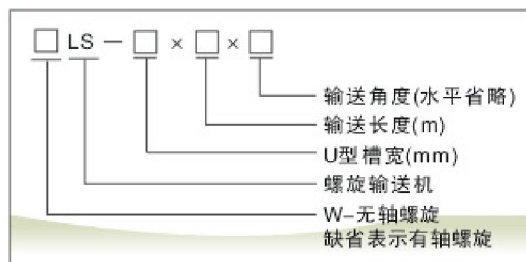 □LS－□×□×□
输送角度(水平省略)
输送长度(m)
U型槽宽(mm)
螺旋输送机
W–无轴螺旋
缺省表示有轴螺旋